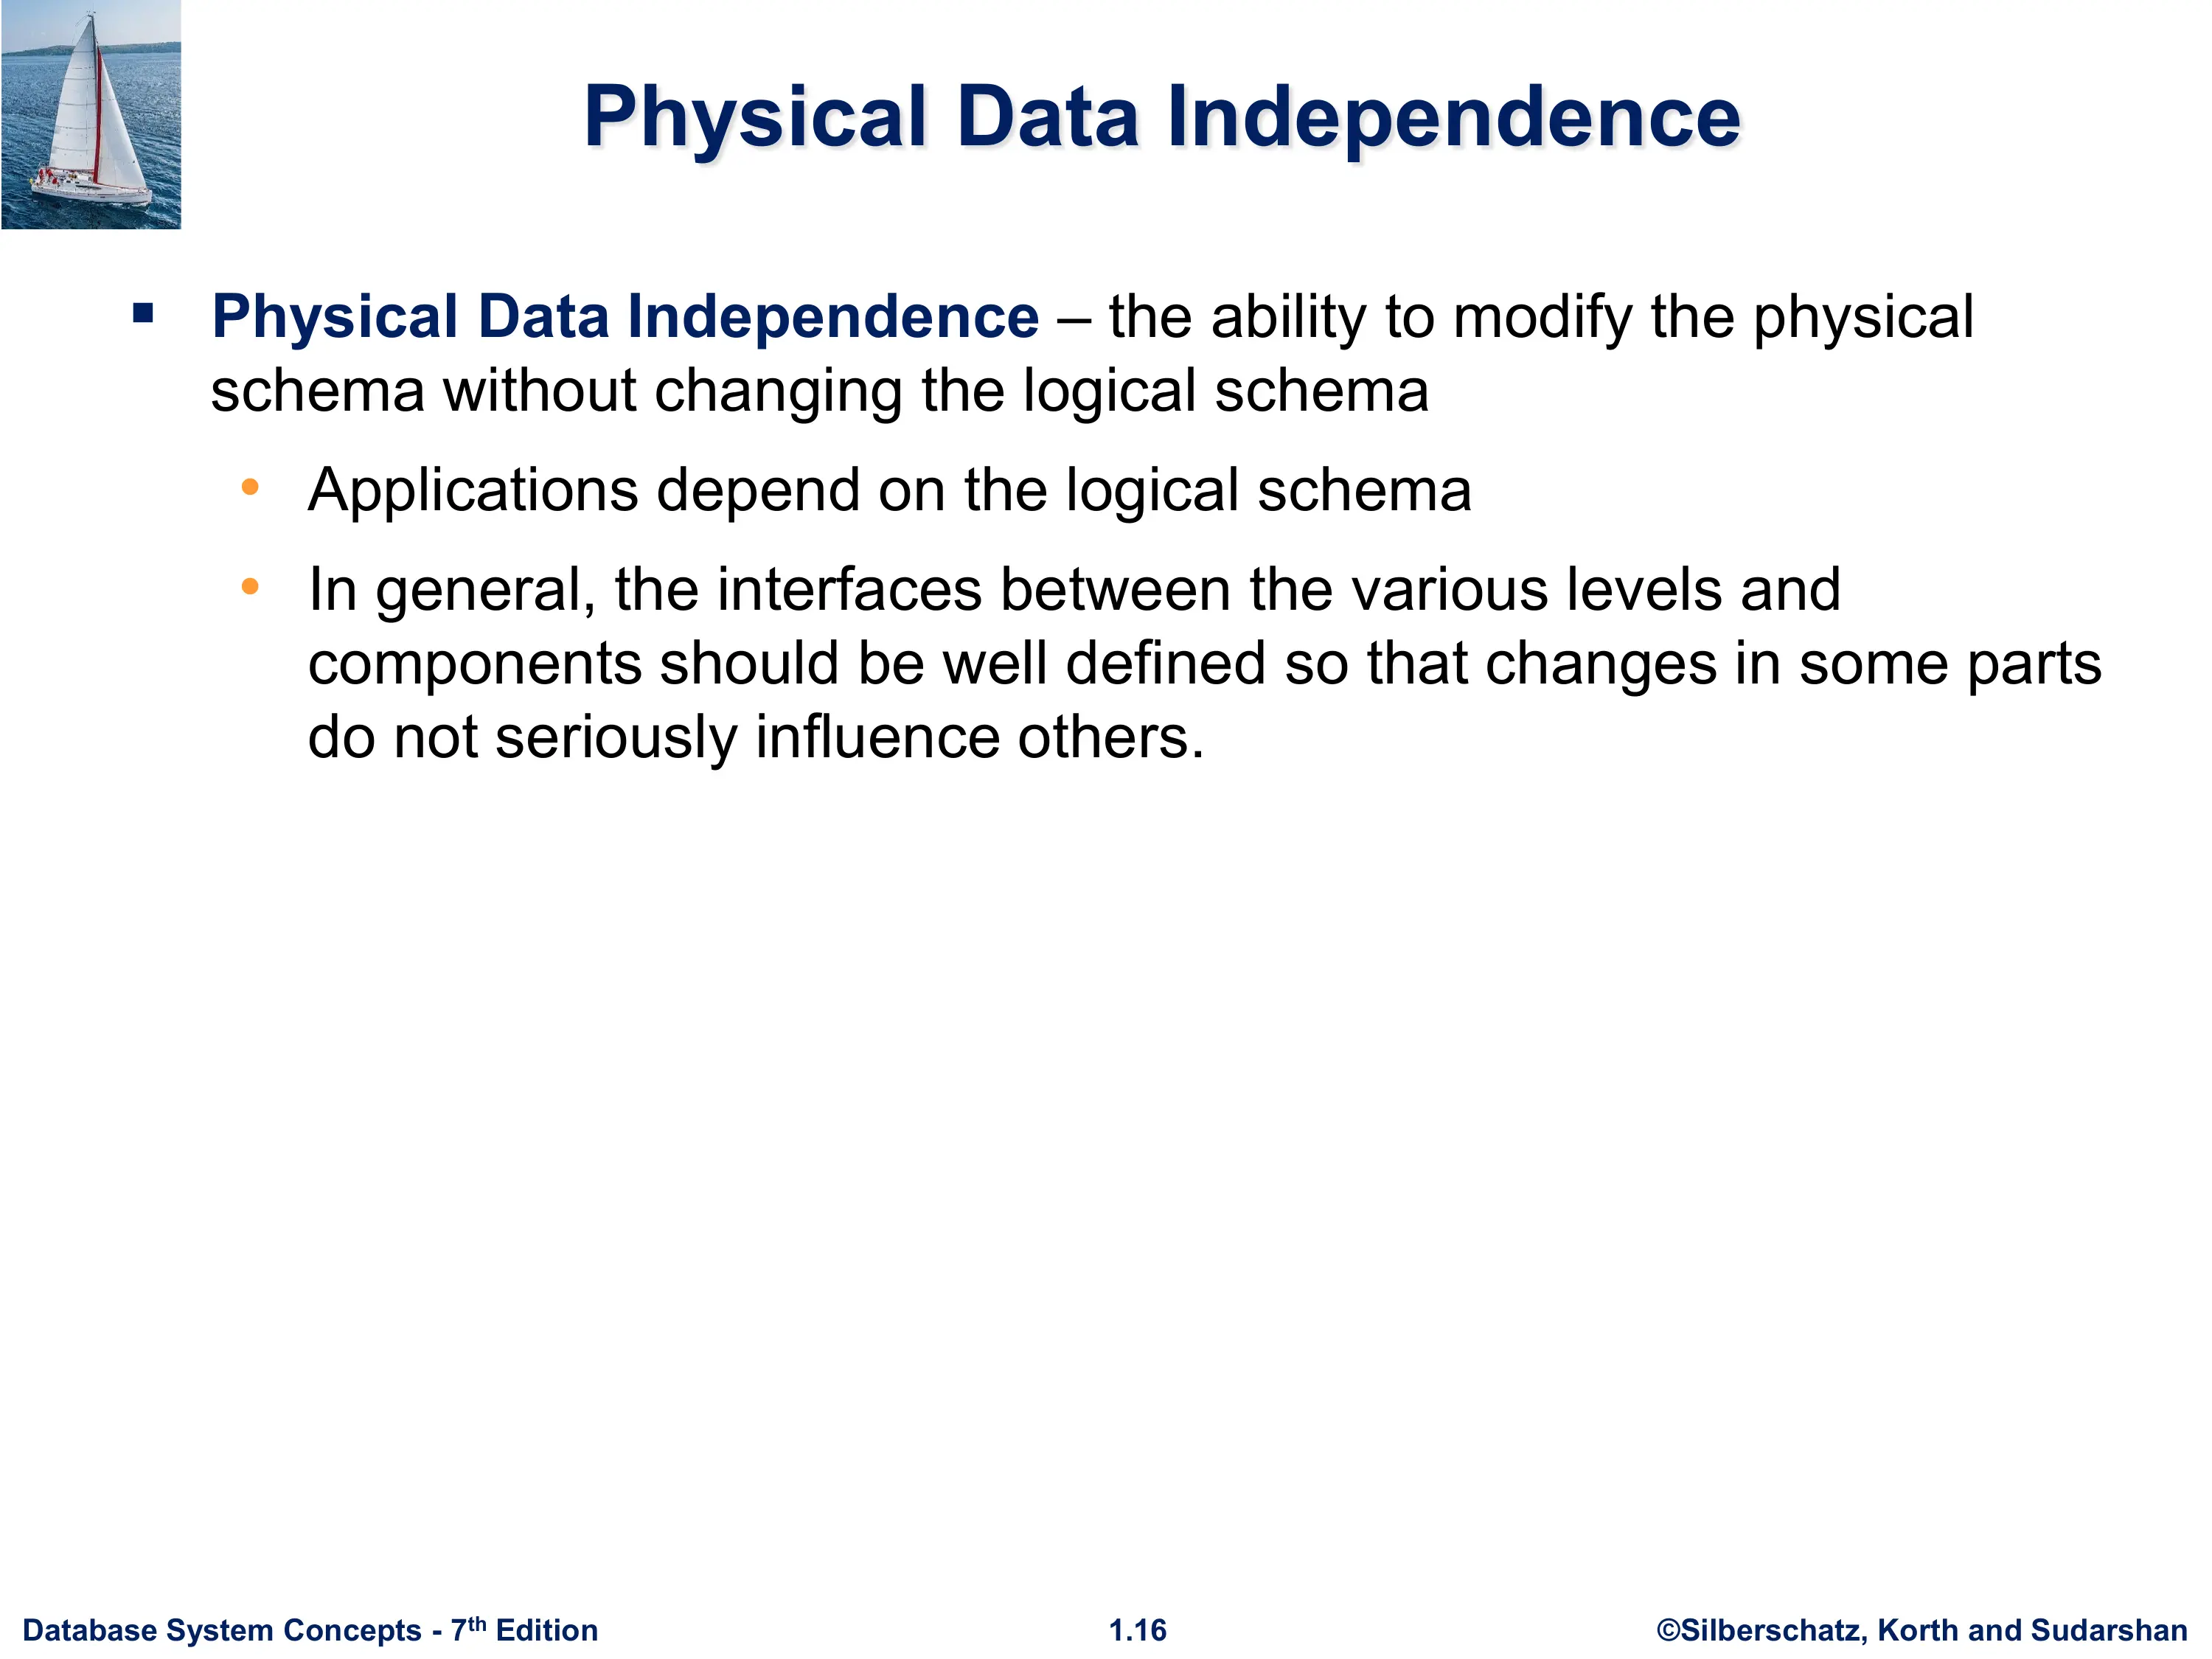 Physical Data Independence
▪ Physical Data Independence – the ability to modify the physical
schema without changing the logical schema
• Applications depend on the logical schema
• In general, the interfaces between the various levels and
components should be well defined so that changes in some parts
do not seriously influence others.
Database System Concepts - 7th Edition
1.16
©Silberschatz, Korth and Sudarshan